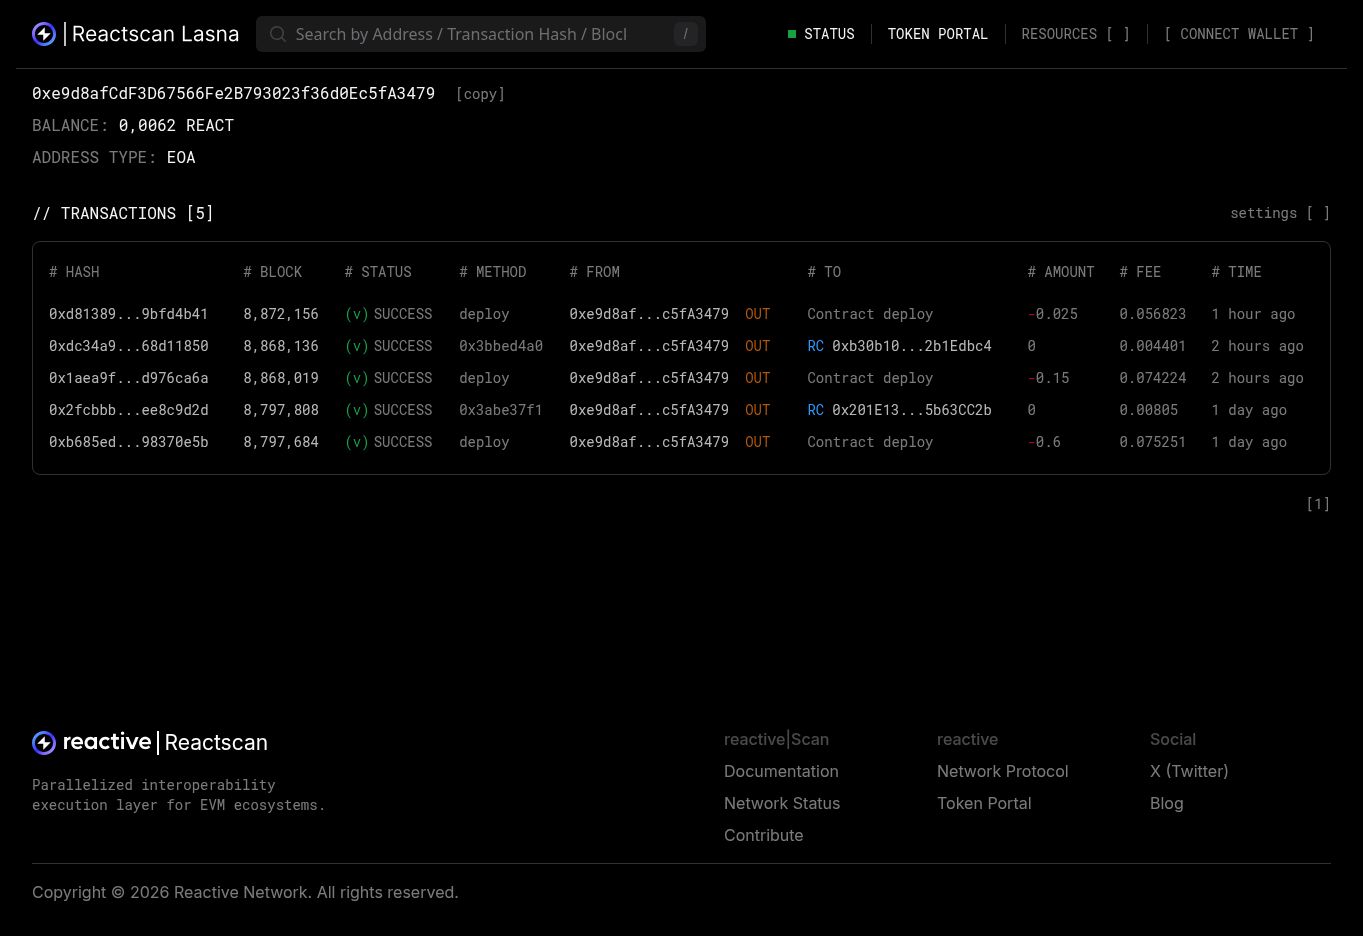 Reactscan Lasna
Search by Address / Transaction Hash / Blocl
/
STATUS
TOKEN PORTAL
RESOURCES [ ]
[ CONNECT WALLET ]
0xe9d8afCdF3D67566Fe2B793023f36d0Ec5fA3479 [copy]
BALANCE: 0,0062 REACT
ADDRESS TYPE: EOA
// TRANSACTIONS [5]
settings [ ]
# HASH # BLOCK # STATUS # METHOD # FROM # TO # AMOUNT # FEE # TIME
0xd81389...9bfd4b41 8,872,156 (v) SUCCESS deploy 0xe9d8af...c5fA3479 OUT Contract deploy -0.025 0.056823 1 hour ago
0xdc34a9...68d11850 8,868,136 (v) SUCCESS 0x3bbed4a0 0xe9d8af...c5fA3479 OUT RC 0xb30b10...2b1Edbc4 0 0.004401 2 hours ago
0x1aea9f...d976ca6a 8,868,019 (v) SUCCESS deploy 0xe9d8af...c5fA3479 OUT Contract deploy -0.15 0.074224 2 hours ago
0x2fcbbb...ee8c9d2d 8,797,808 (v) SUCCESS 0x3abe37f1 0xe9d8af...c5fA3479 OUT RC 0x201E13...5b63CC2b 0 0.00805 1 day ago
0xb685ed...98370e5b 8,797,684 (v) SUCCESS deploy 0xe9d8af...c5fA3479 OUT Contract deploy -0.6 0.075251 1 day ago
[1]
reactive|Reactscan
Parallelized interoperability
execution layer for EVM ecosystems.
reactive|Scan
Documentation
Network Status
Contribute
reactive
Network Protocol
Token Portal
Social
X (Twitter)
Blog
Copyright © 2026 Reactive Network. All rights reserved.